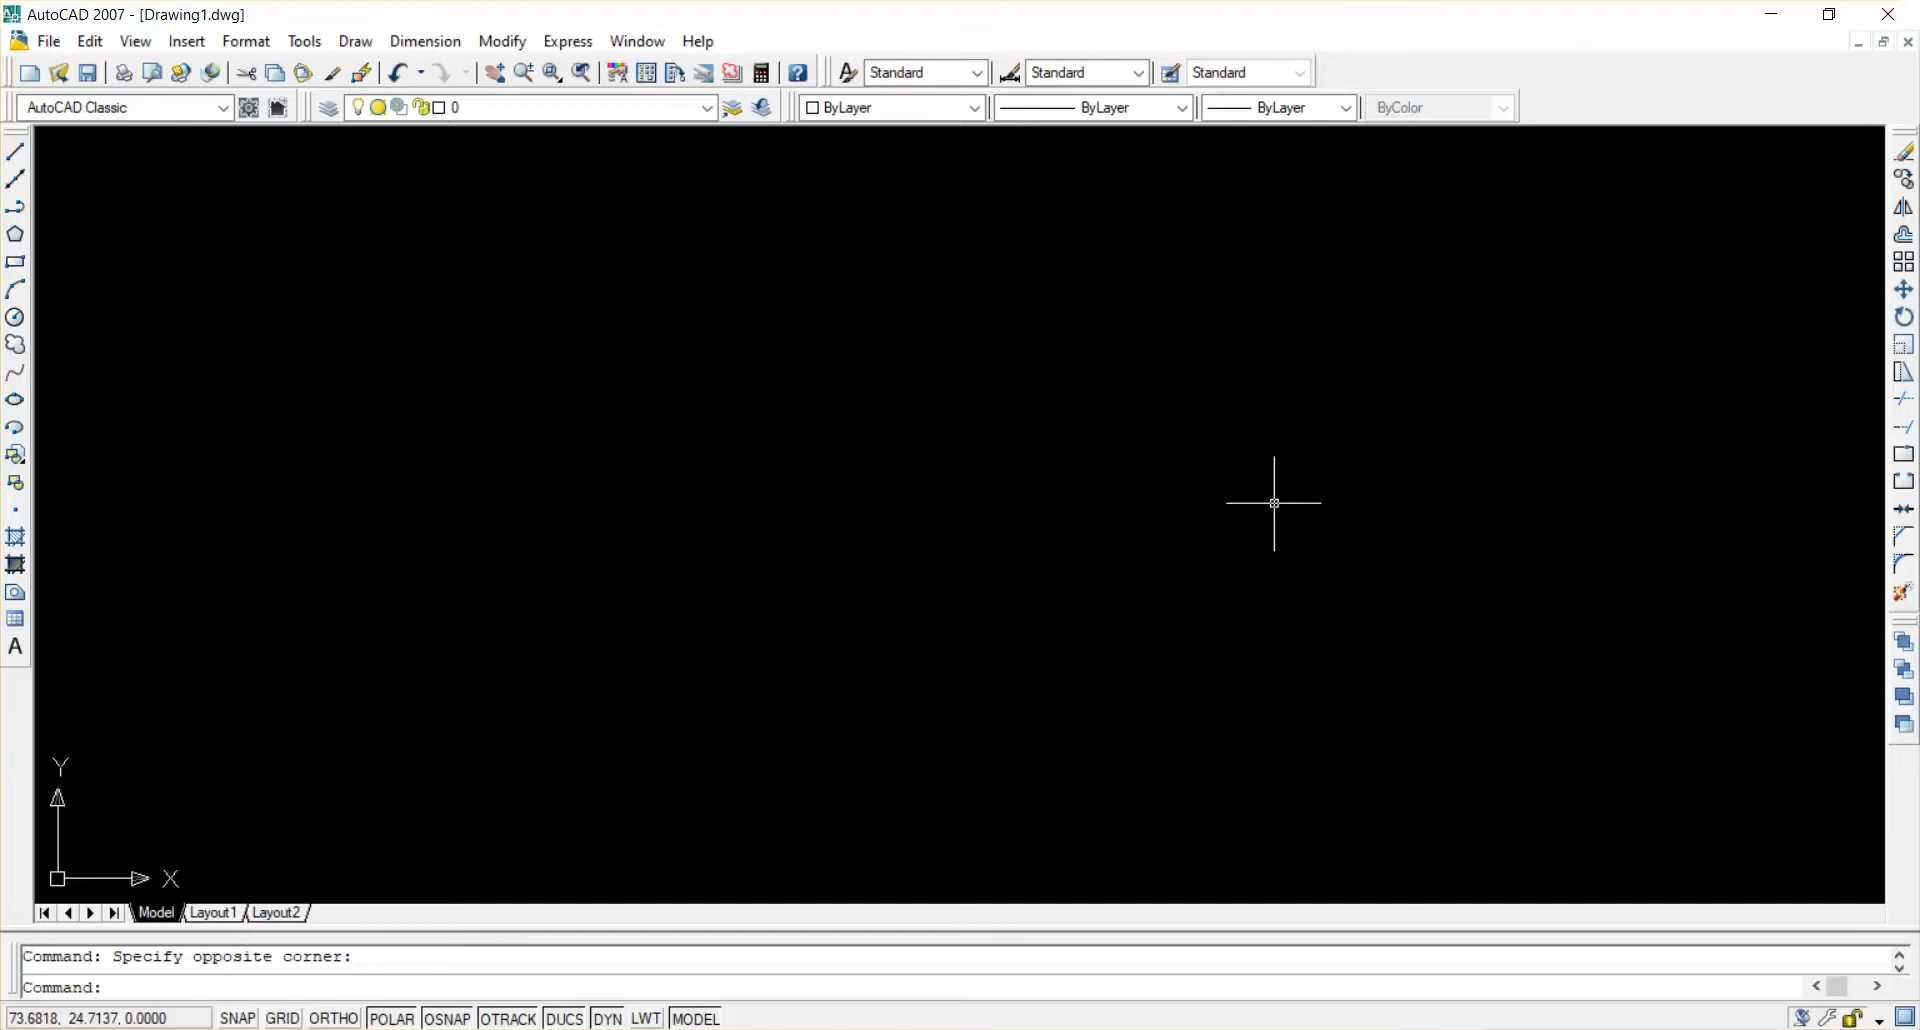 AutoCAD 2007 - [Drawing1.dwg]
File Edit View Insert Format Tools Draw Dimension Modify Express Window Help
Standard Standard Standard
AutoCAD Classic 0 ByLayer ByLayer ByLayer ByColor
A
Y
X
Model Layout1 Layout2
Command: Specify opposite corner:
Command:
73.6818, 24.7137, 0.0000 SNAP GRID ORTHO POLAR OSNAP OTRACK DUCS DYN LWT MODEL